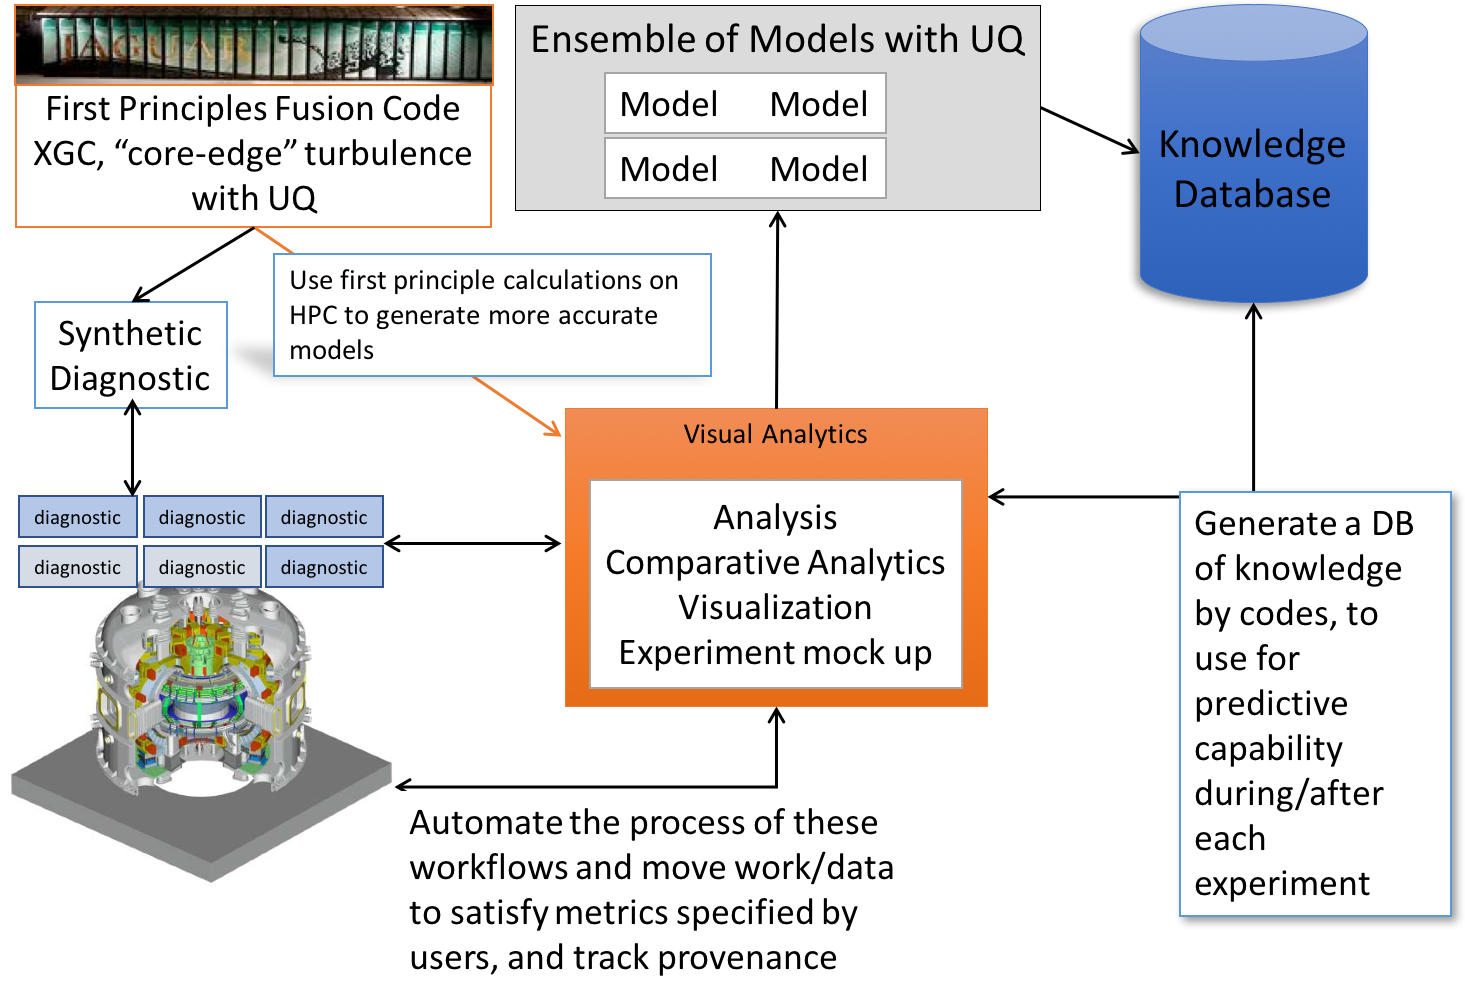 JAGUAR
First Principles Fusion Code
XGC, “core-edge” turbulence
with UQ
Ensemble of Models with UQ
Model Model
Model Model
Knowledge
Database
Use first principle calculations on
HPC to generate more accurate
models
Synthetic
Diagnostic
Visual Analytics
Analysis
Comparative Analytics
Visualization
Experiment mock up
diagnostic diagnostic diagnostic
diagnostic diagnostic diagnostic
Generate a DB
of knowledge
by codes, to
use for
predictive
capability
during/after
each
experiment
Automate the process of these
workflows and move work/data
to satisfy metrics specified by
users, and track provenance